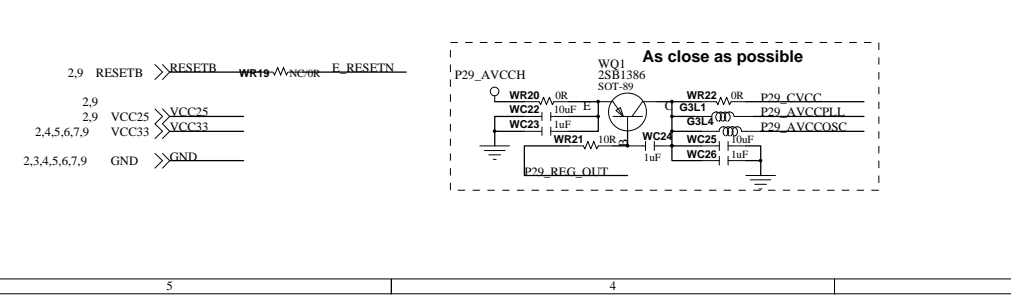 As close as possible
WQ1
2SB1386
SOT-89
2,9 RESETB RESETB WR19 NC/0R E_RESETN
P29_AVCCH
WR20 0R E C WR22 0R P29_CVCC
2,9
2,9 VCC25 VCC25
WC22 10uF G3L1 P29_AVCCPLL
2,4,5,6,7,9 VCC33 VCC33
WC23 1uF G3L4 P29_AVCCOSC
WR21 10R B WC24 1uF WC25 10uF
2,3,4,5,6,7,9 GND GND
WC26 1uF
P29_REG_OUT
5 4